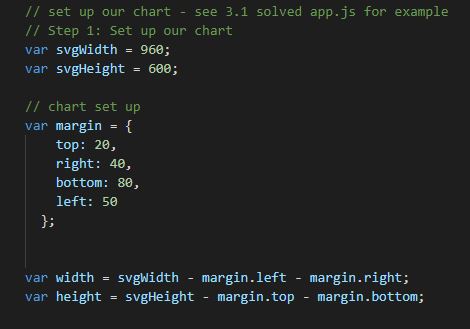 // set up our chart - see 3.1 solved app.js for example
// Step 1: Set up our chart
var svgWidth = 960;
var svgHeight = 600;
// chart set up
var margin = {
top: 20,
right: 40,
bottom: 80,
left: 50
};
var width = svgWidth - margin.left - margin.right;
var height = svgHeight - margin.top - margin.bottom;